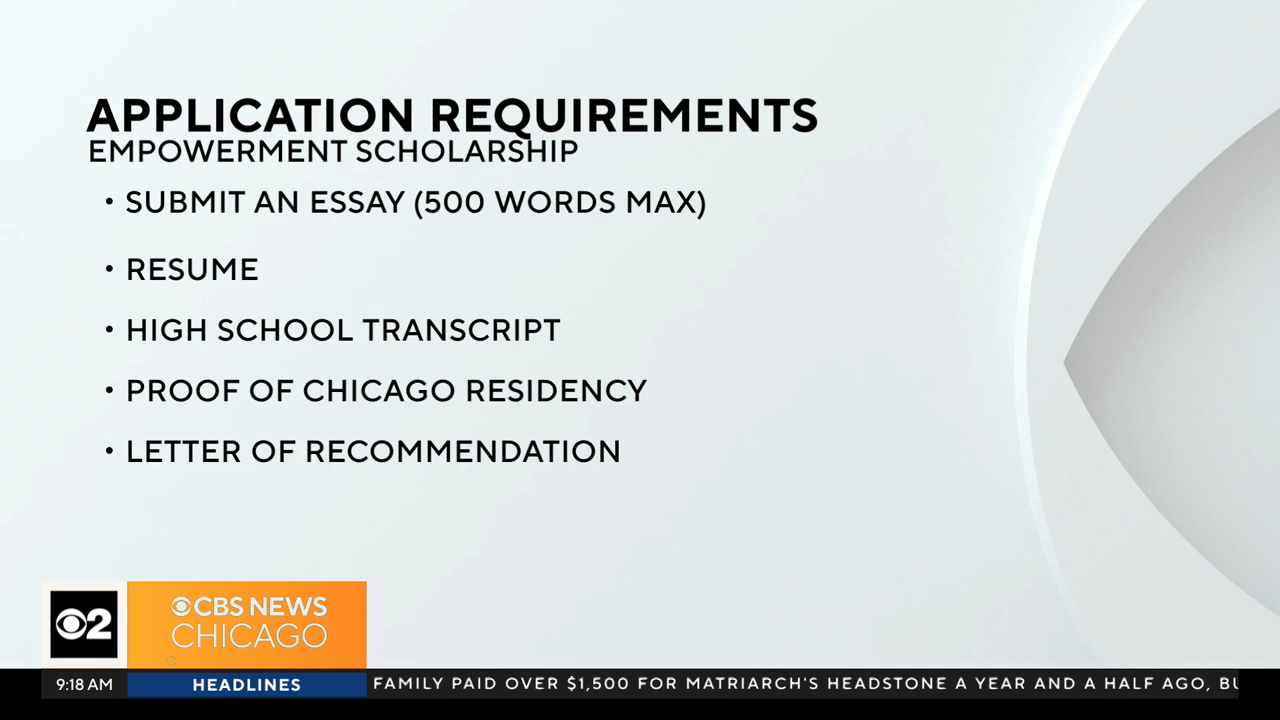 APPLICATION REQUIREMENTS
EMPOWERMENT SCHOLARSHIP
• SUBMIT AN ESSAY (500 WORDS MAX)
• RESUME
• HIGH SCHOOL TRANSCRIPT
• PROOF OF CHICAGO RESIDENCY
• LETTER OF RECOMMENDATION
2
CBS NEWS
CHICAGO
9:18 AM
HEADLINES
FAMILY PAID OVER $1,500 FOR MATRIARCH'S HEADSTONE A YEAR AND A HALF AGO,